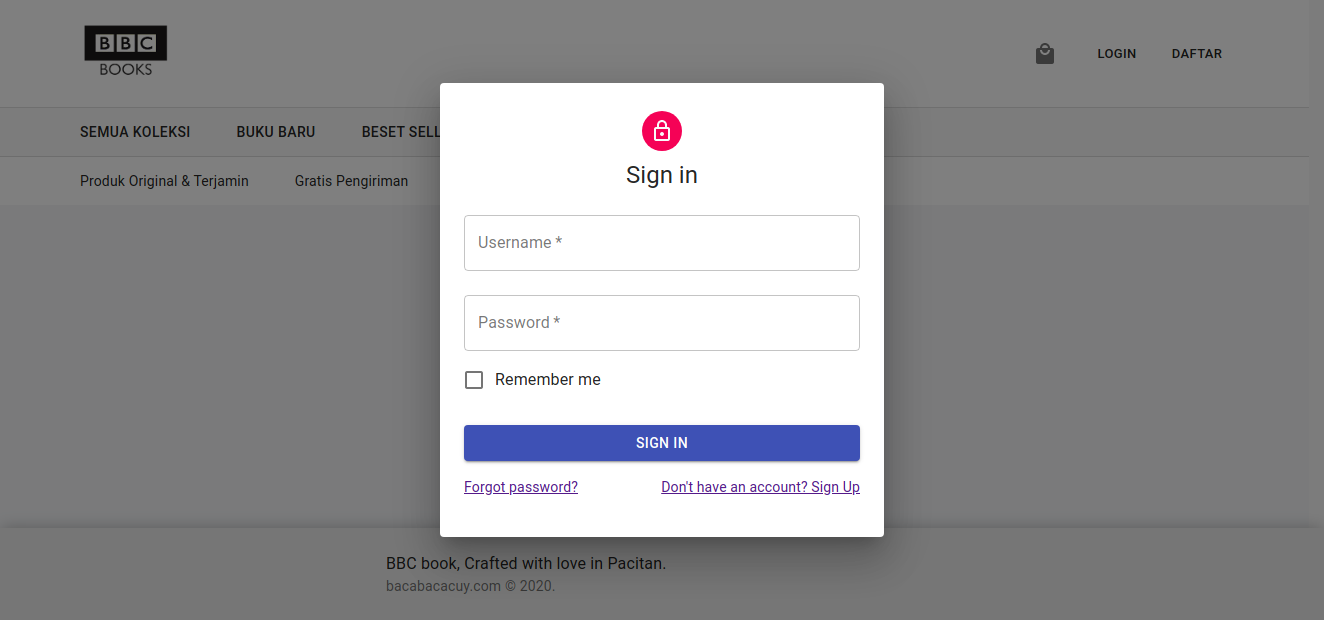 BBC
BOOKS
LOGIN
DAFTAR
SEMUA KOLEKSI
BUKU BARU
BESET SELL
Produk Original & Terjamin
Gratis Pengiriman
Sign in
Username *
Password *
Remember me
SIGN IN
Forgot password?
Don't have an account? Sign Up
BBC book, Crafted with love in Pacitan.
bacabacacuy.com © 2020.